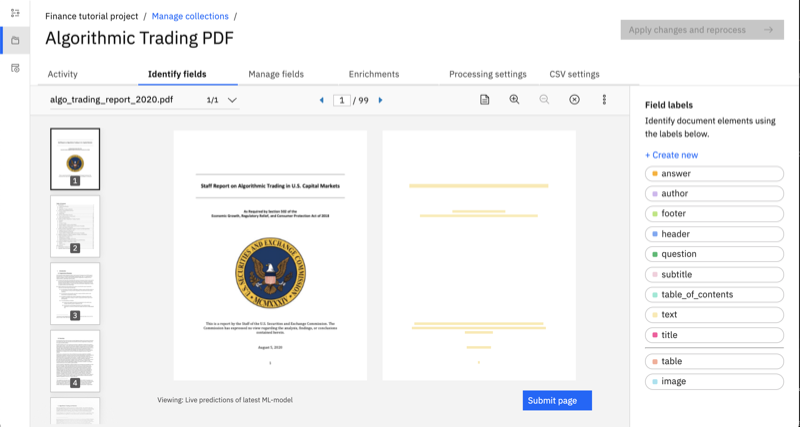 Finance tutorial project / Manage collections /
Algorithmic Trading PDF
Apply changes and reprocess
Activity
Identify fields
Manage fields
Enrichments
Processing settings
CSV settings
algo_trading_report_2020.pdf
1/1
1 / 99
1
2
3
4
Staff Report on Algorithmic Trading in U.S. Capital Markets
As Required by Section 502 of the
Economic Growth, Regulatory Relief, and Consumer Protection Act of 2018
U.S. SECURITIES AND EXCHANGE COMMISSION
MCMXXXIV
This is a report by the Staff of the U.S. Securities and Exchange Commission. The
Commission has expressed no view regarding the analysis, findings, or conclusions
contained herein.
August 5, 2020
1
Viewing: Live predictions of latest ML-model
Submit page
Field labels
Identify document elements using
the labels below.
+ Create new
answer
author
footer
header
question
subtitle
table_of_contents
text
title
table
image